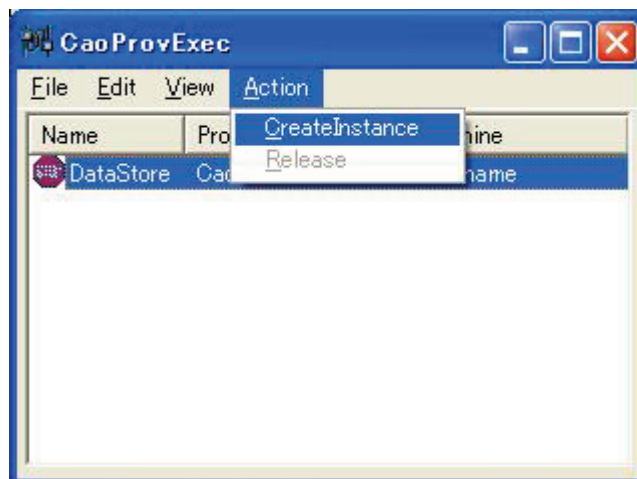 CaoProvExec
File Edit View Action
Name Pro hine
CreateInstance
DataStore Cao name
Release